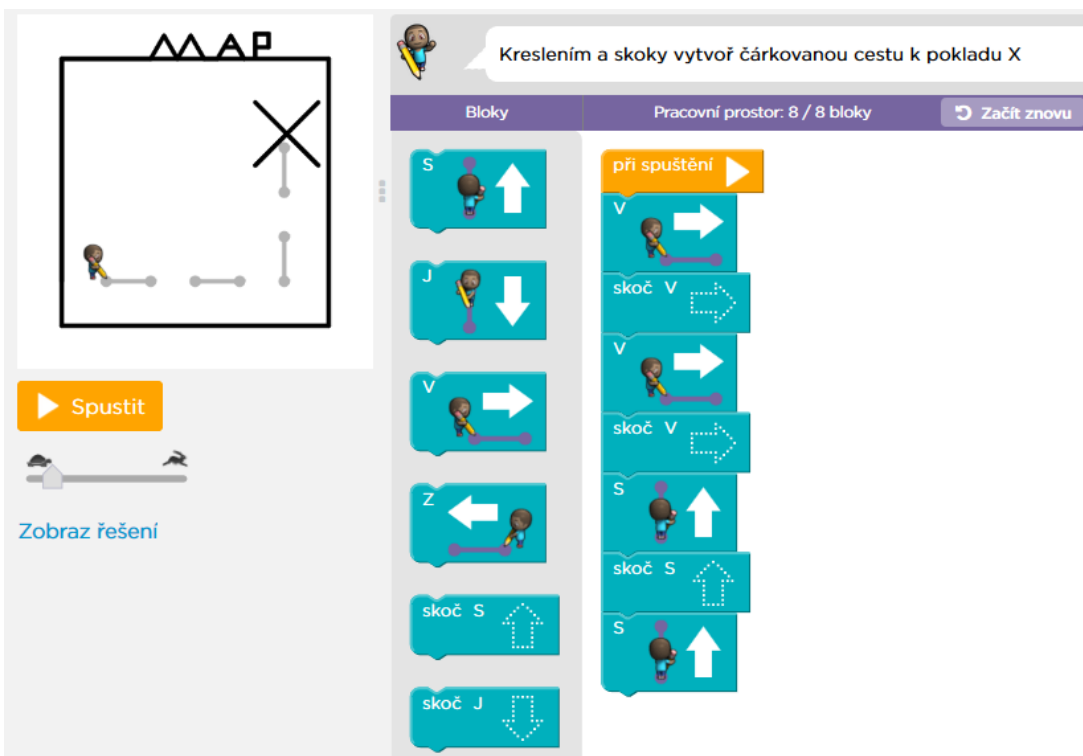 MAP
Kreslením a skoky vytvoř čárkovanou cestu k pokladu X
Bloky
Pracovní prostor: 8 / 8 bloky
Začít znovu
S
J
V
Z
skoč S
skoč J
při spuštění
V
skoč V
V
skoč V
S
skoč S
S
Spustit
Zobraz řešení